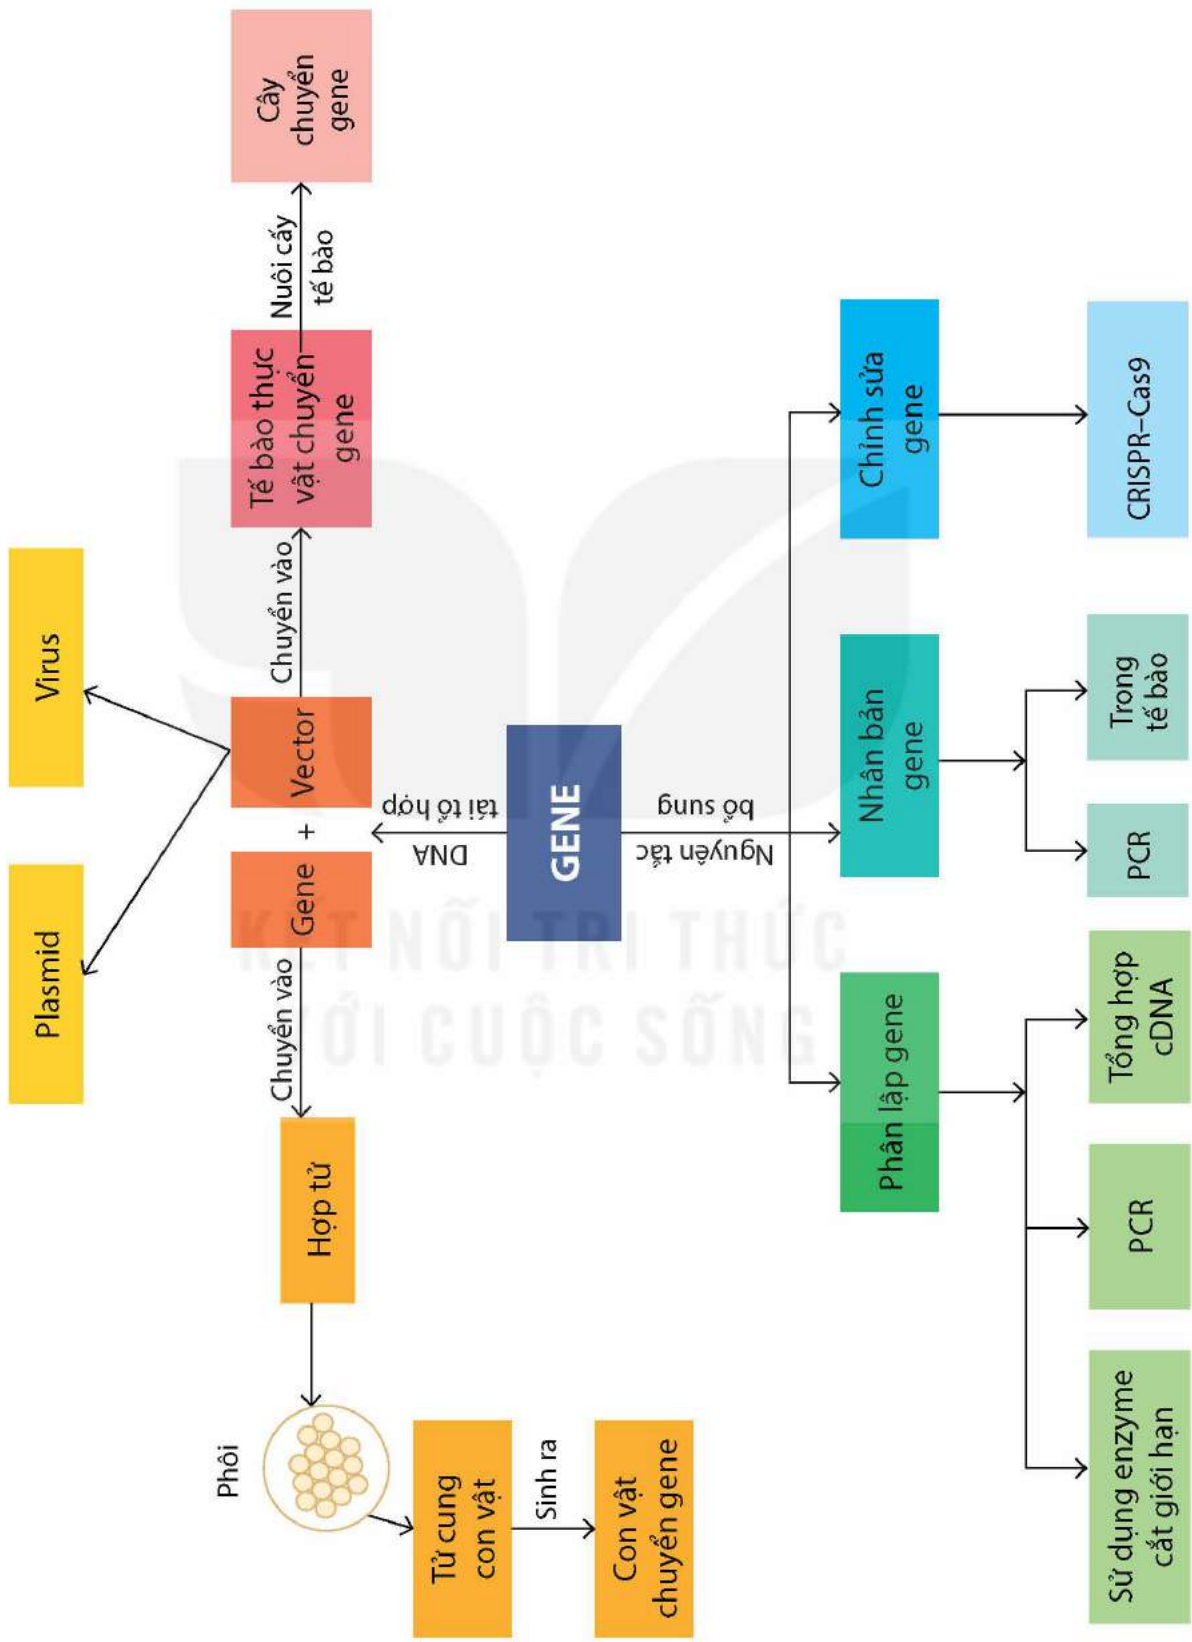 Plasmid
Virus
Gene
+
Vector
Chuyển vào
Chuyển vào
Hợp tử
Phôi
Tử cung
con vật
Sinh ra
Con vật
chuyển gene
Tế bào thực
vật chuyển
gene
Nuôi cấy
tế bào
Cây
chuyển
gene
DNA
tái tổ hợp
GENE
Nguyên tắc
bổ sung
Phân lập gene
Nhân bản
gene
Chỉnh sửa
gene
Sử dụng enzyme
cắt giới hạn
PCR
Tổng hợp
cDNA
PCR
Trong
tế bào
CRISPR–Cas9
KẾT NỐI TRI THỨC
VỚI CUỘC SỐNG